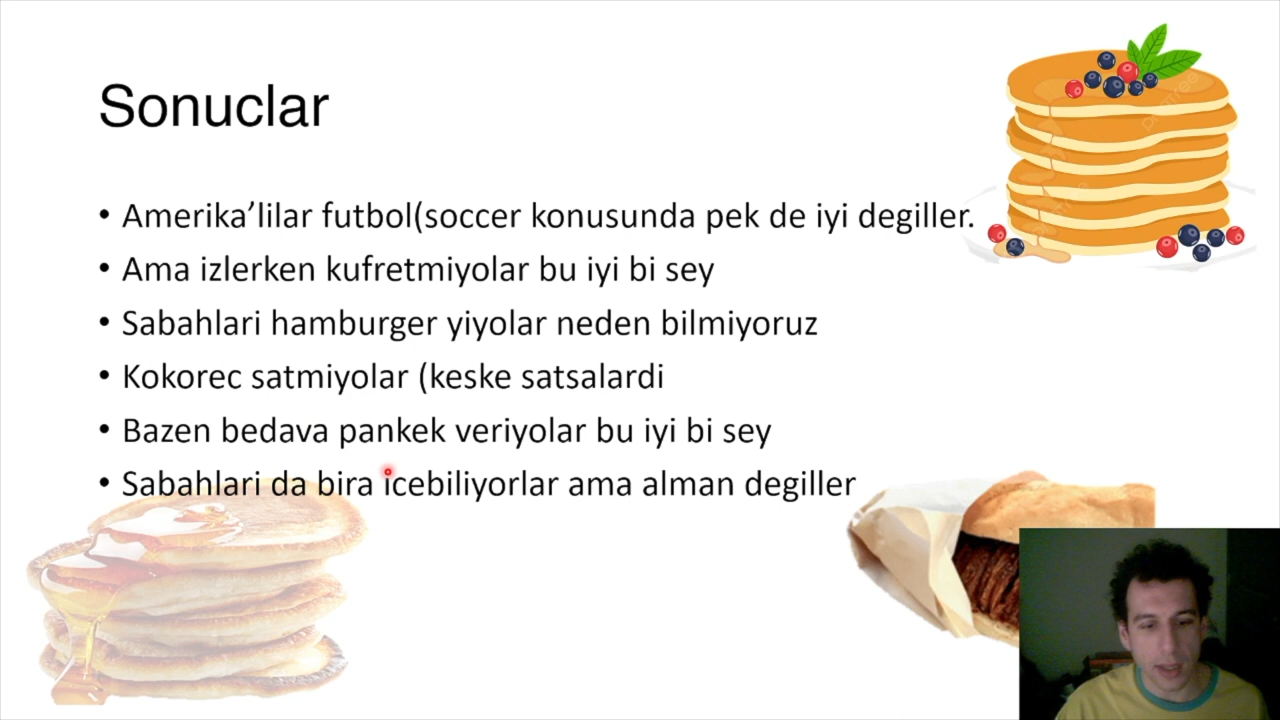 Sonuclar
• Amerika’lilar futbol(soccer konusunda pek de iyi degiller.
• Ama izlerken kufretmiyolar bu iyi bi sey
• Sabahlari hamburger yiyolar neden bilmiyoruz
• Kokorec satmiyolar (keske satsalardi
• Bazen bedava pankek veriyolar bu iyi bi sey
• Sabahlari da bira icebiliyorlar ama alman degiller